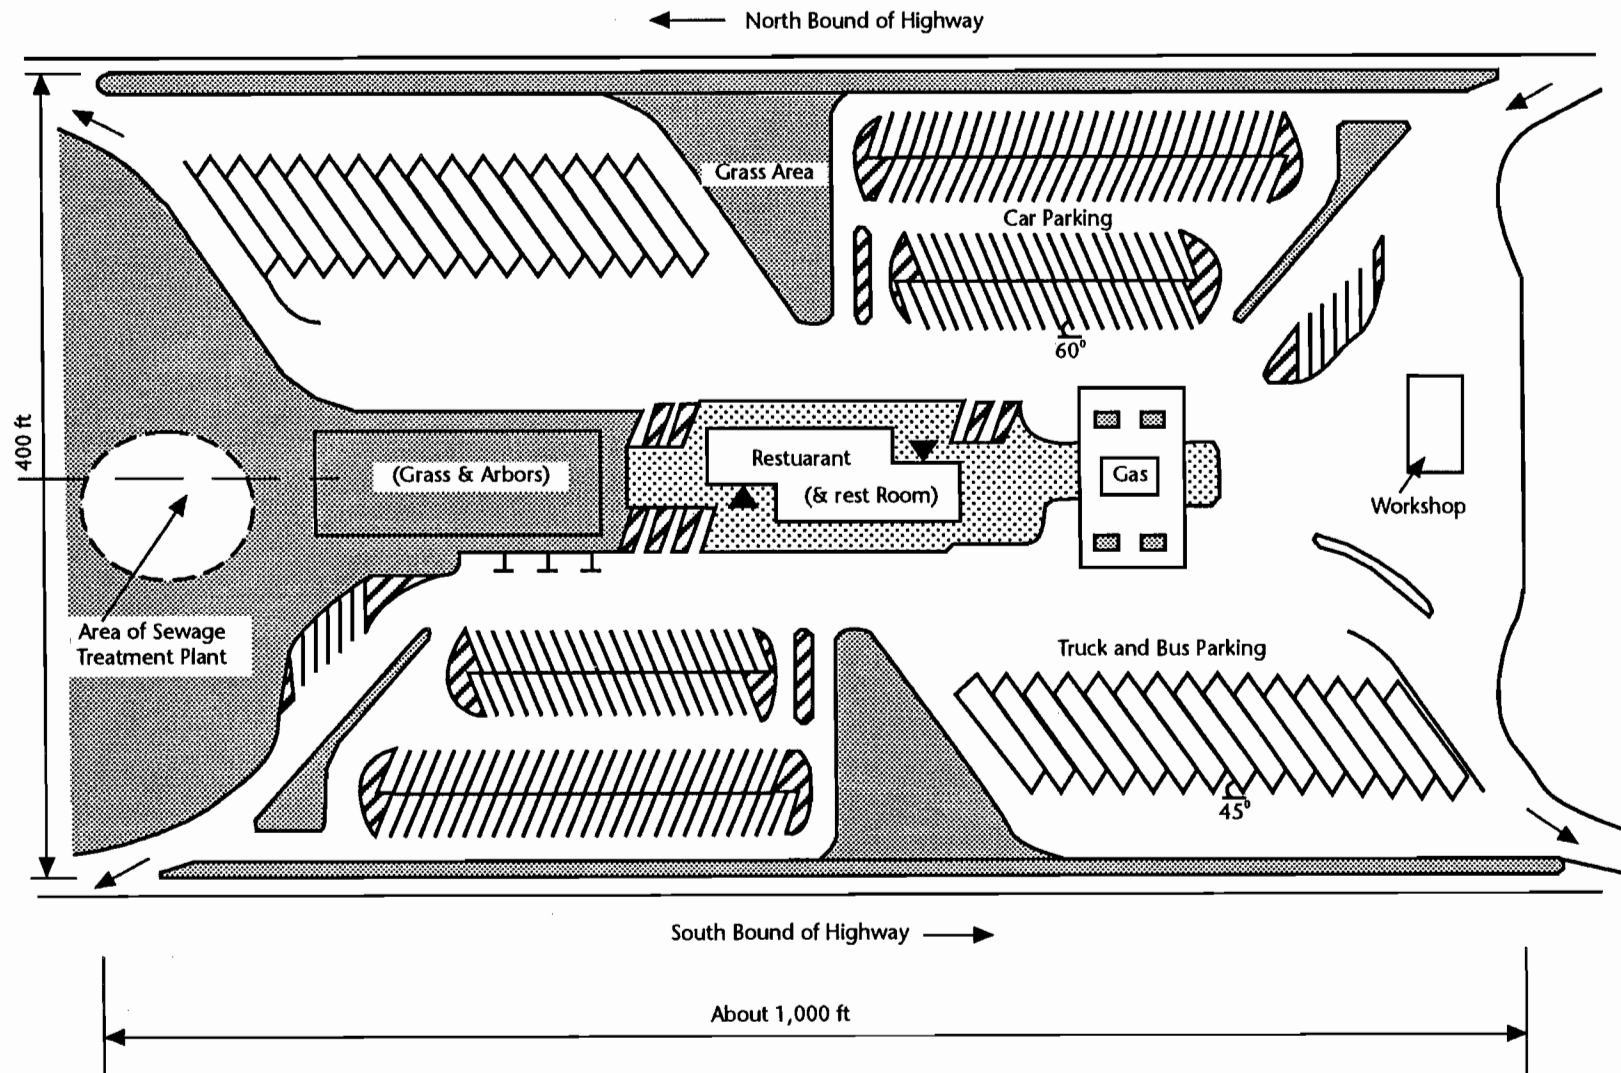 North Bound of Highway
Grass Area
Car Parking
60°
400 ft
(Grass & Arbors)
Restuarant
(& rest Room)
Gas
Workshop
Area of Sewage
Treatment Plant
Truck and Bus Parking
45°
South Bound of Highway
About 1,000 ft